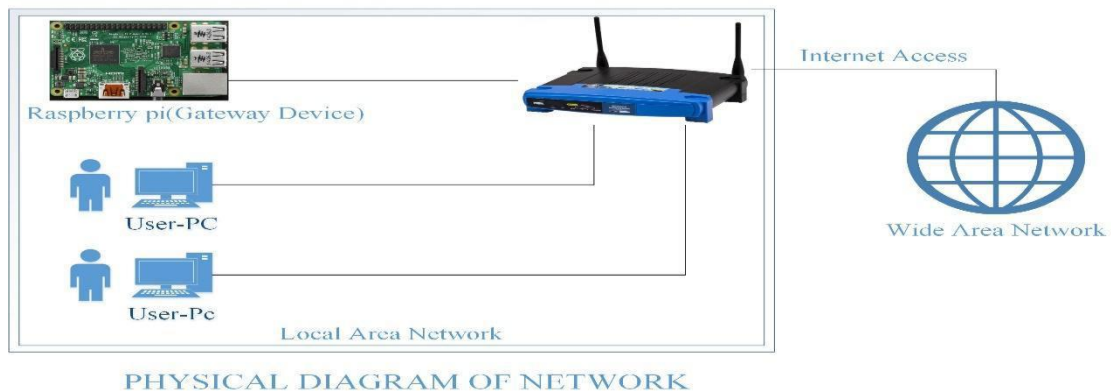 Internet Access
Raspberry pi(Gateway Device)
User-PC
Wide Area Network
User-Pc
Local Area Network
PHYSICAL DIAGRAM OF NETWORK